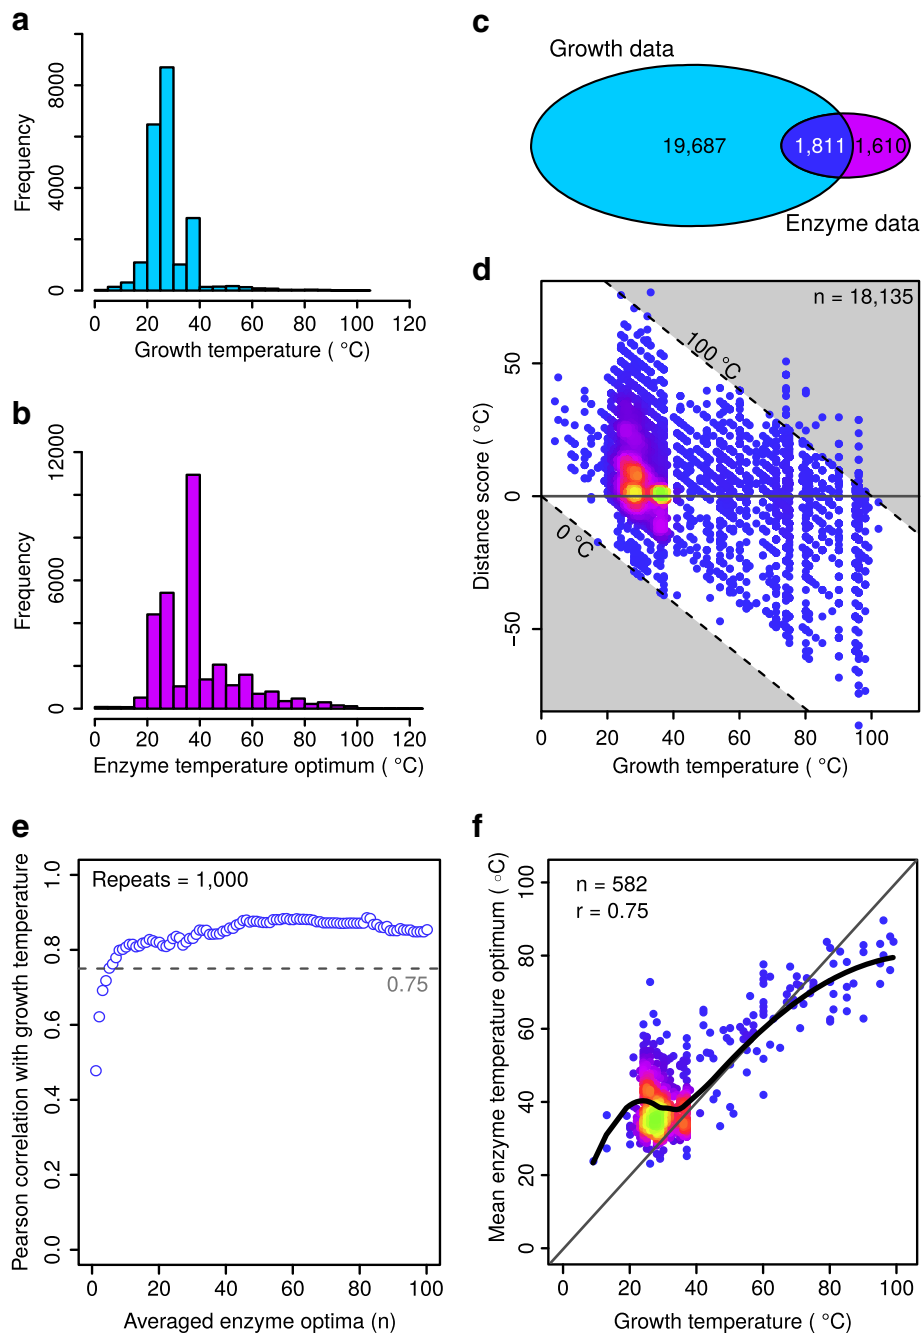 a
Frequency
8000
4000
0
0 20 40 60 80 100 120
Growth temperature ( °C)
b
Frequency
12000
6000
0
0 20 40 60 80 100 120
Enzyme temperature optimum ( °C)
c
Growth data
19,687 1,811 1,610
Enzyme data
d
Distance score ( °C)
50
0
−50
n = 18,135
100 °C
0 °C
0 20 40 60 80 100
Growth temperature ( °C)
e
Pearson correlation with growth temperature
1.0
0.8
0.6
0.4
0.2
0.0
Repeats = 1,000
0.75
0 20 40 60 80 100
Averaged enzyme optima (n)
f
Mean enzyme temperature optimum ( °C)
100
80
60
40
20
0
n = 582
r = 0.75
0 20 40 60 80 100
Growth temperature ( °C)